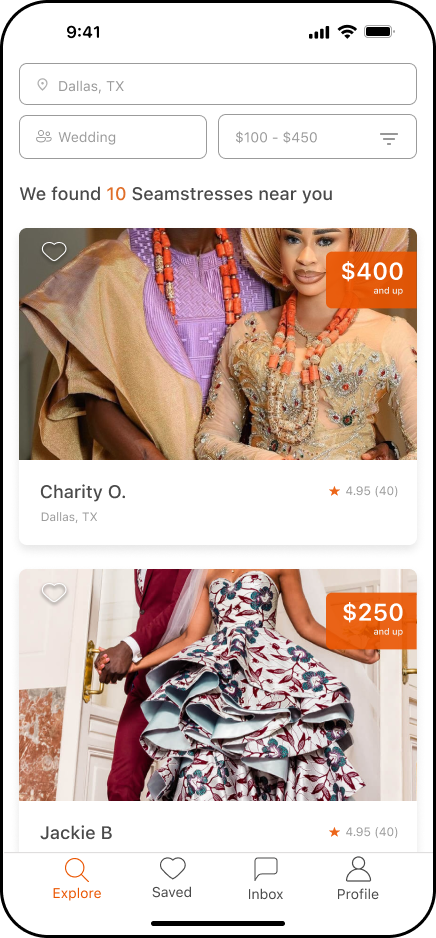 9:41
Dallas, TX
Wedding
$100 - $450
We found 10 Seamstresses near you
$400
and up
Charity O.
★ 4.95 (40)
Dallas, TX
$250
and up
Jackie B
★ 4.95 (40)
Explore
Saved
Inbox
Profile